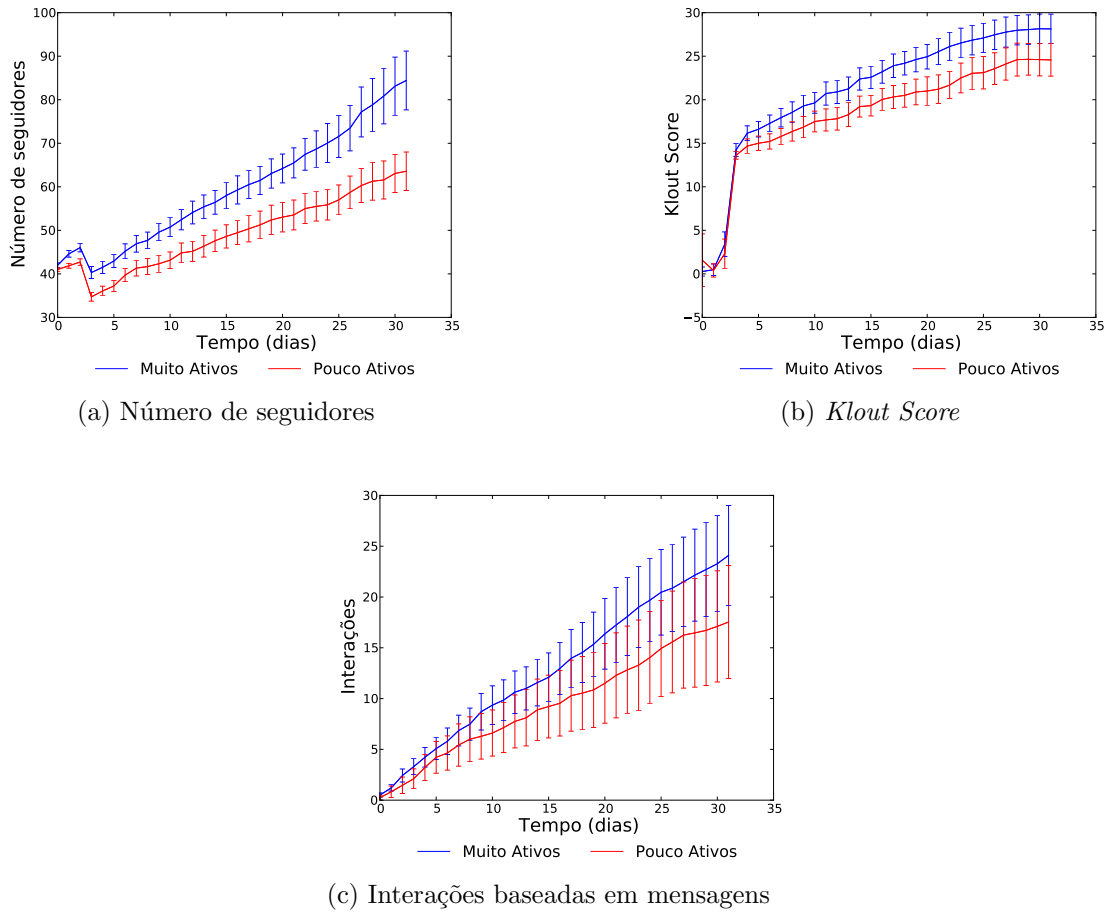 100
90
80
70
60
50
40
30
Número de seguidores
0 5 10 15 20 25 30 35
Tempo (dias)
Muito Ativos Pouco Ativos
(a) Número de seguidores
30
25
20
15
10
5
0
−5
Klout Score
0 5 10 15 20 25 30 35
Tempo (dias)
Muito Ativos Pouco Ativos
(b) Klout Score
30
25
20
15
10
5
0
Interações
0 5 10 15 20 25 30 35
Tempo (dias)
Muito Ativos Pouco Ativos
(c) Interações baseadas em mensagens